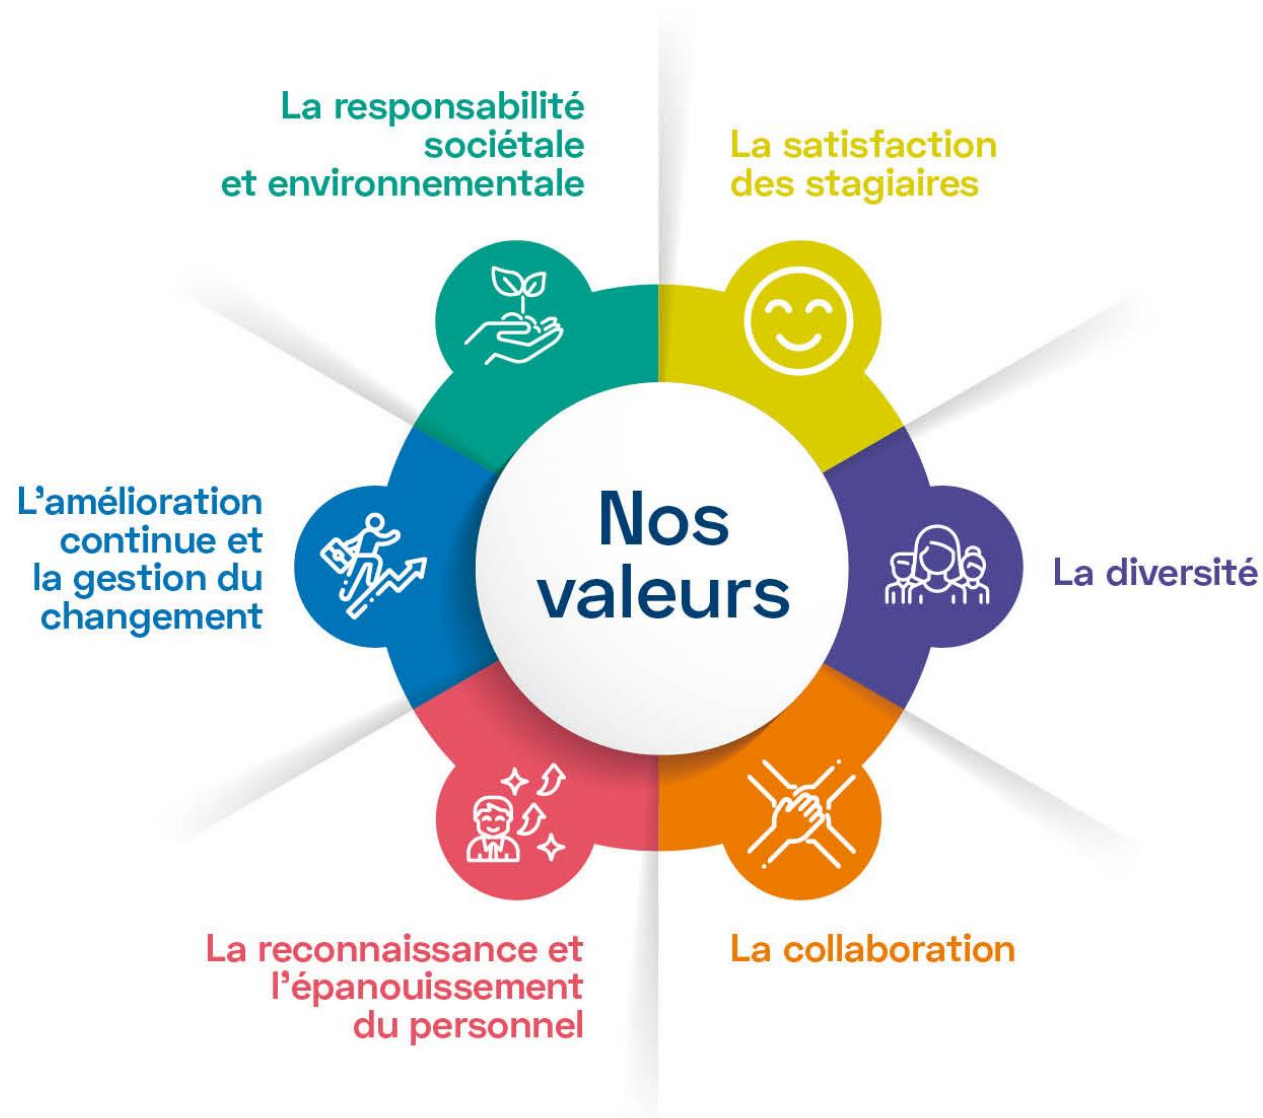 La responsabilité
sociétale
et environnementale
La satisfaction
des stagiaires
L'amélioration
continue et
la gestion du
changement
Nos
valeurs
La diversité
La reconnaissance et
l'épanouissement
du personnel
La collaboration